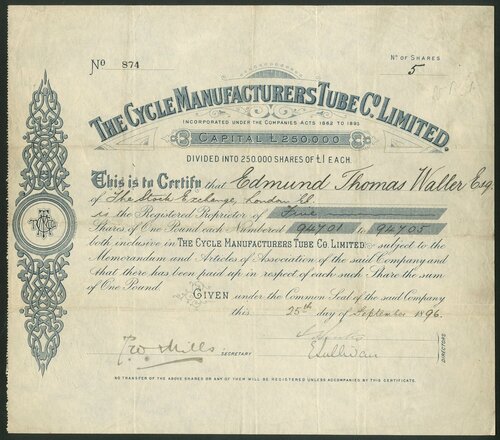 No 874
No OF SHARES
5
THE CYCLE MANUFACTURERS TUBE Co. LIMITED.
INCORPORATED UNDER THE COMPANIES ACTS 1862 TO 1893
CAPITAL £250,000
DIVIDED INTO 250,000 SHARES OF £1 EACH.
This is to Certify that Edmund Thomas Waller Esq
of The Stock Exchange, London
is the Registered Proprietor of Five
Shares of One Pound each Numbered 94701 to 94705
both inclusive in THE CYCLE MANUFACTURERS TUBE CO. LIMITED subject to the
Memorandum and Articles of Association of the said Company and
that there has been paid up in respect of each such Share the sum
of One Pound.
GIVEN under the Common Seal of the said Company
this 25th day of September 1896.
Mills
SECRETARY
E Sullivan
DIRECTORS
NO TRANSFER OF THE ABOVE SHARES OR ANY OF THEM WILL BE REGISTERED UNLESS ACCOMPANIED BY THIS CERTIFICATE.